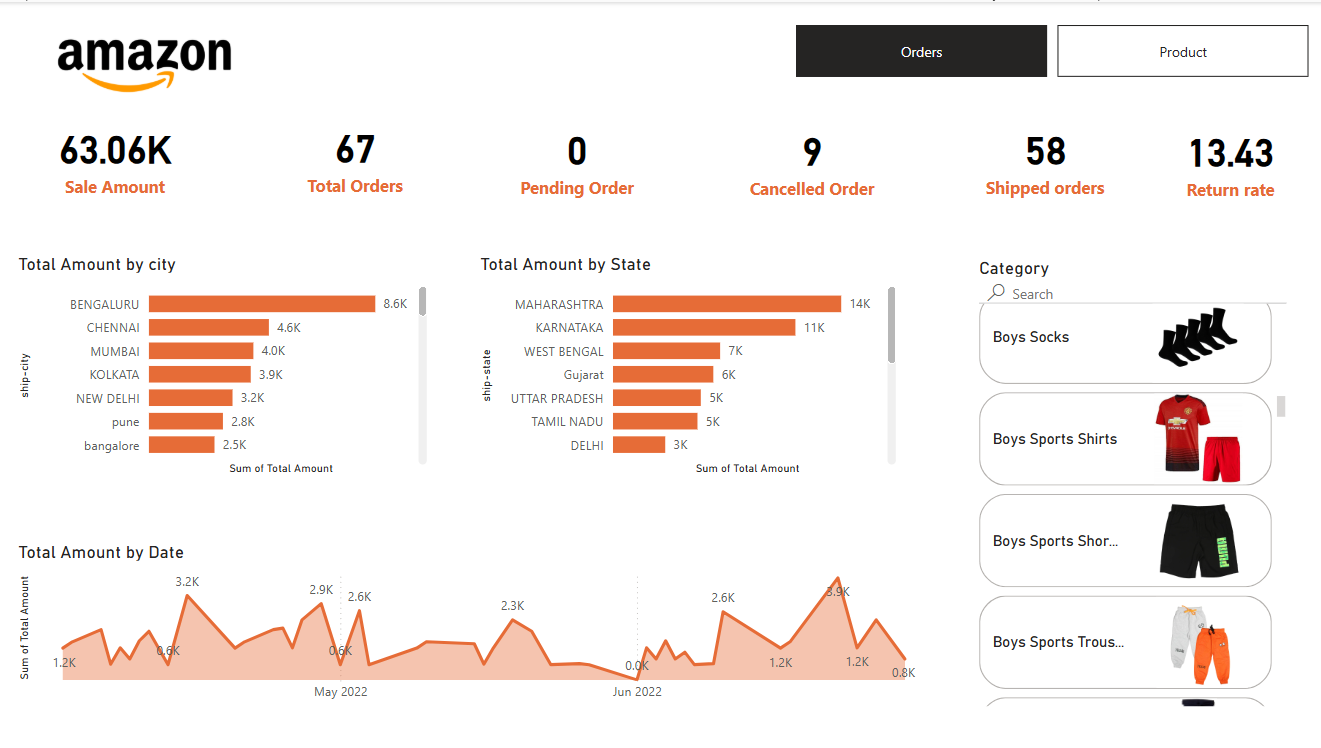 amazon
Orders
Product
63.06K
Sale Amount
67
Total Orders
0
Pending Order
9
Cancelled Order
58
Shipped orders
13.43
Return rate
Total Amount by city
ship-city
BENGALURU 8.6K
CHENNAI 4.6K
MUMBAI 4.0K
KOLKATA 3.9K
NEW DELHI 3.2K
pune 2.8K
bangalore 2.5K
Sum of Total Amount
Total Amount by State
ship-state
MAHARASHTRA 14K
KARNATAKA 11K
WEST BENGAL 7K
Gujarat 6K
UTTAR PRADESH 5K
TAMIL NADU 5K
DELHI 3K
Sum of Total Amount
Category
Search
Boys Socks
Boys Sports Shirts
Boys Sports Shor...
PUMA
Boys Sports Trous...
Total Amount by Date
Sum of Total Amount
1.2K
0.6K
3.2K
2.9K
0.6K
2.6K
2.3K
0.0K
2.6K
1.2K
3.9K
1.2K
0.8K
May 2022
Jun 2022